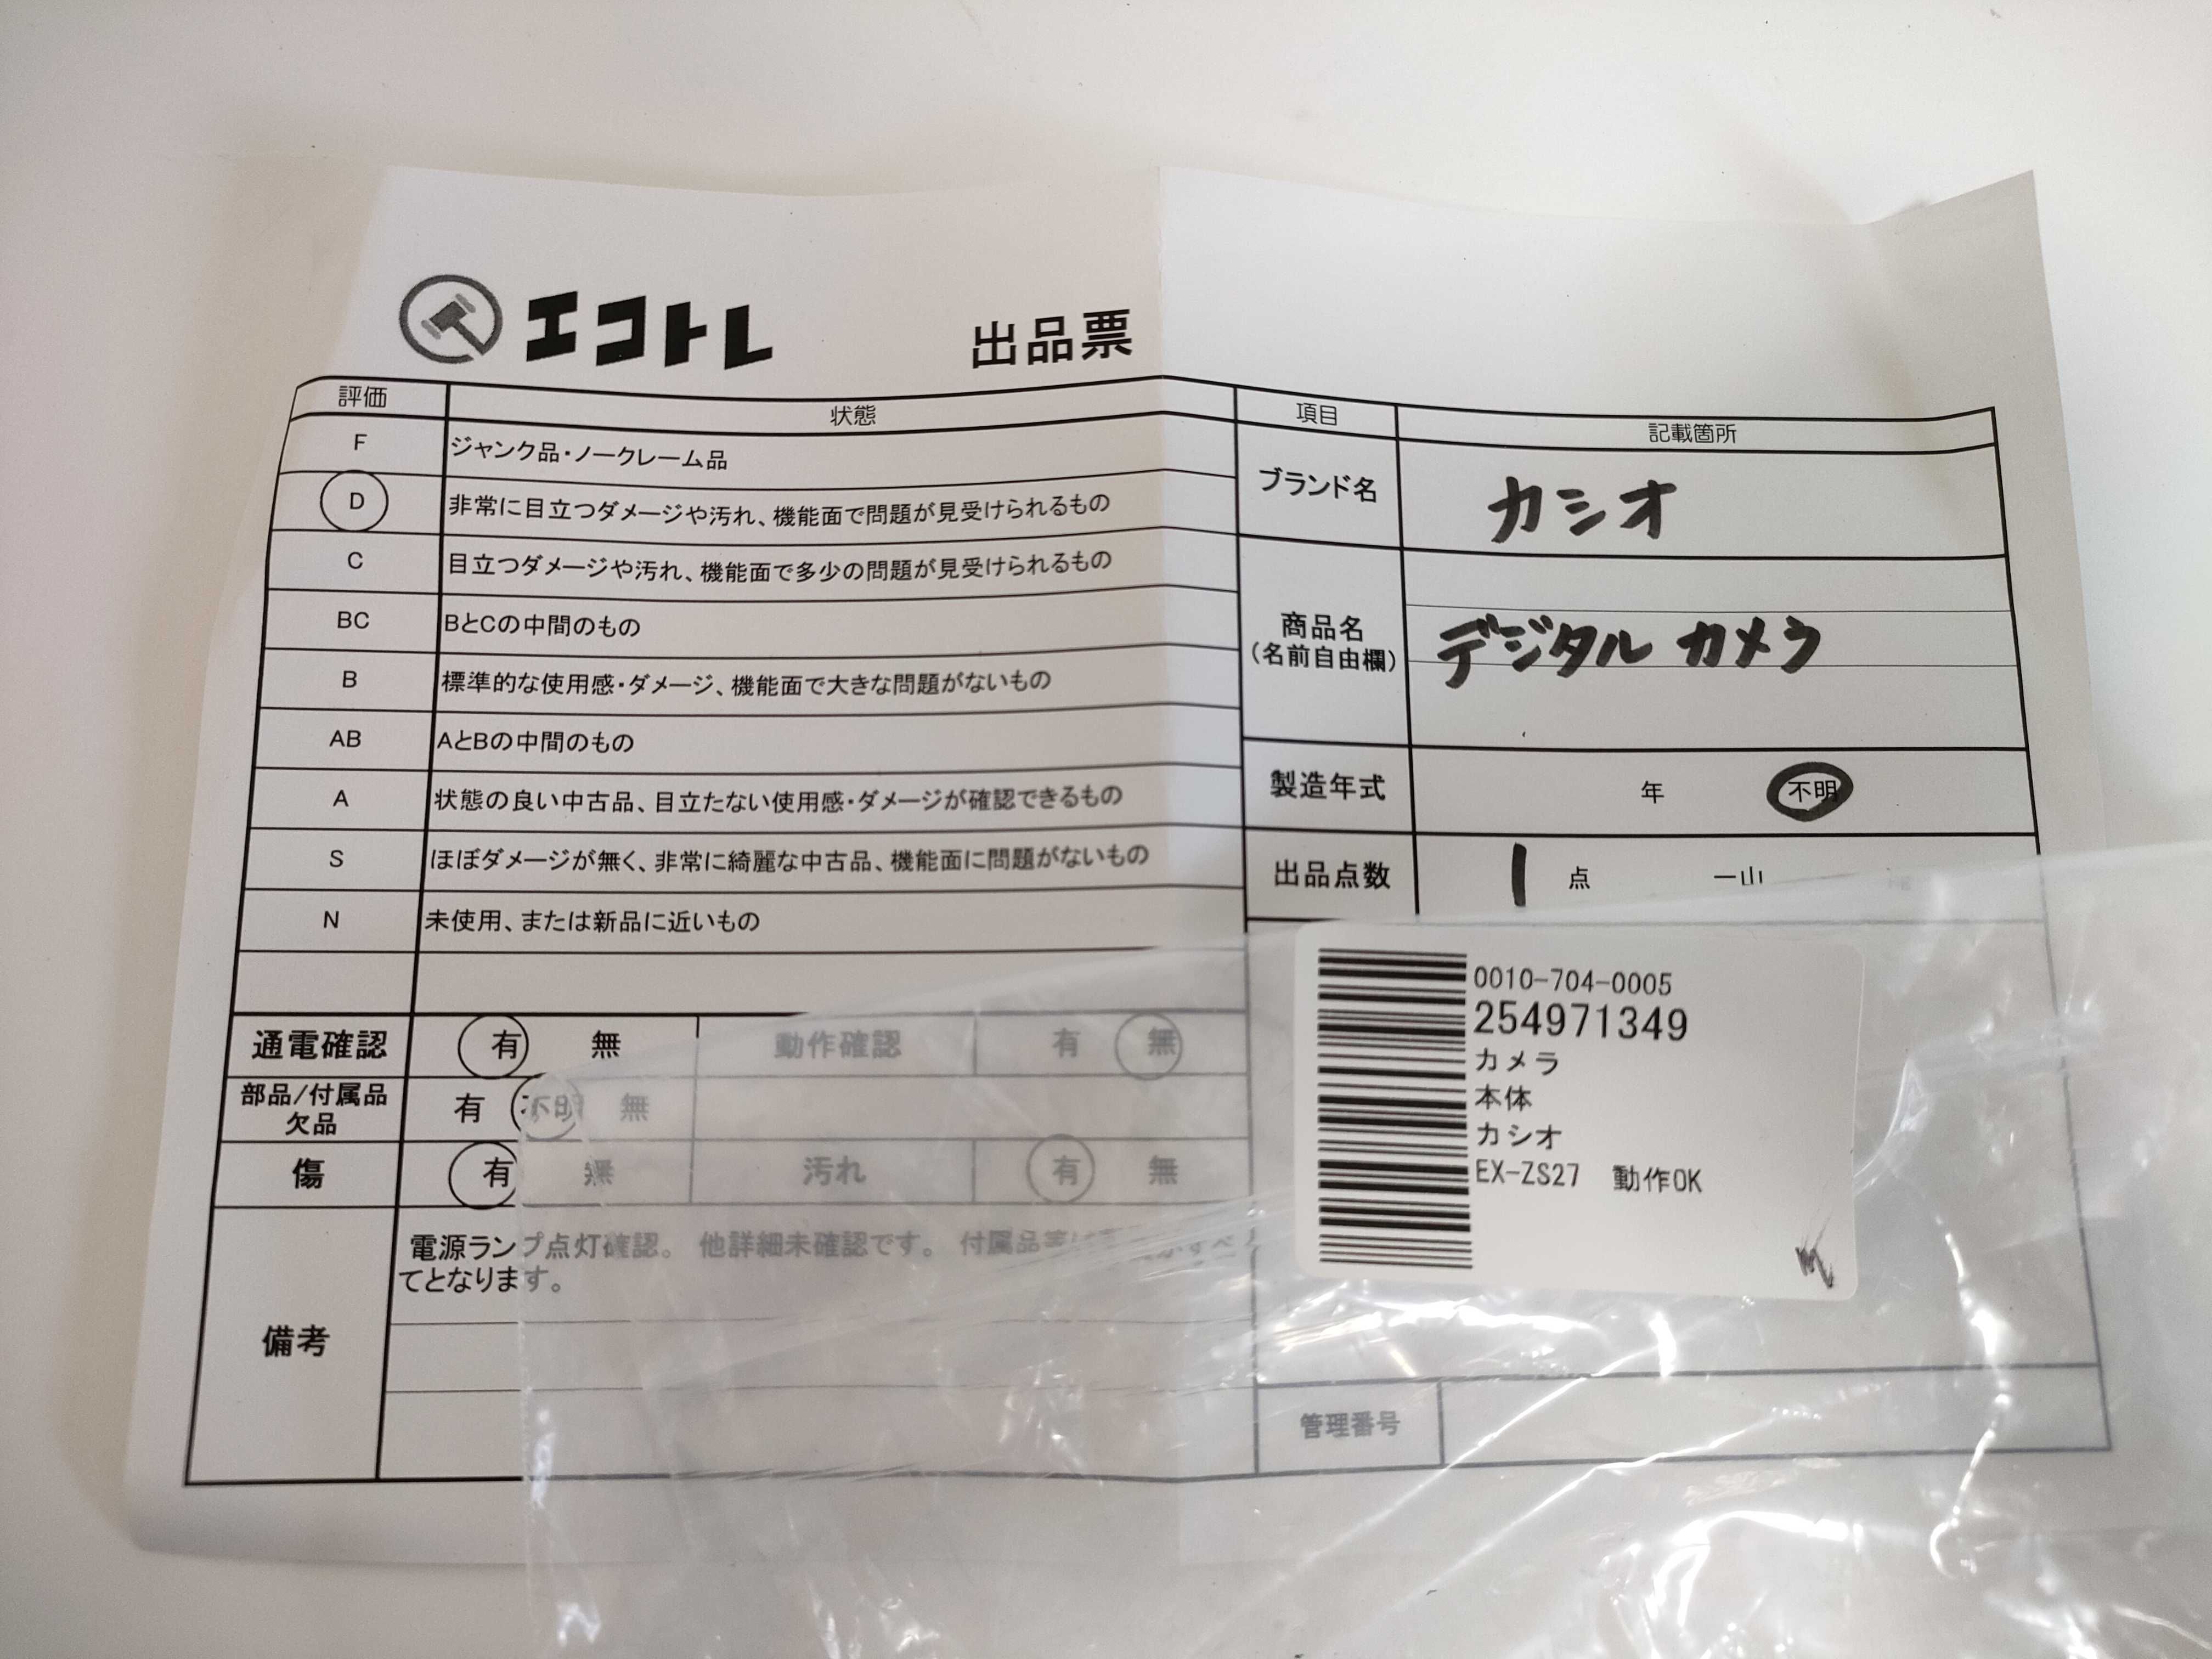 エコトレ 出品票
評価 状態
F ジャンク品・ノークレーム品
D 非常に目立つダメージや汚れ、機能面で問題が見受けられるもの
C 目立つダメージや汚れ、機能面で多少の問題が見受けられるもの
BC BとCの中間のもの
B 標準的な使用感・ダメージ、機能面で大きな問題がないもの
AB AとBの中間のもの
A 状態の良い中古品、目立たない使用感・ダメージが確認できるもの
S ほぼダメージが無く、非常に綺麗な中古品、機能面に問題がないもの
N 未使用、または新品に近いもの
通電確認 有 無 動作確認 有 無
部品/付属品
欠品
有 不明 無
傷 有 無 汚れ 有 無
備考
電源ランプ点灯確認。 他詳細未確認です。 付属品等は
てとなります。
項目 記載箇所
ブランド名 カシオ
商品名
(名前自由欄)
デジタル カメラ
製造年式 年 不明
出品点数 1 点 一山
0010-704-0005
254971349
カメラ
本体
カシオ
EX-ZS27 動作OK
管理番号